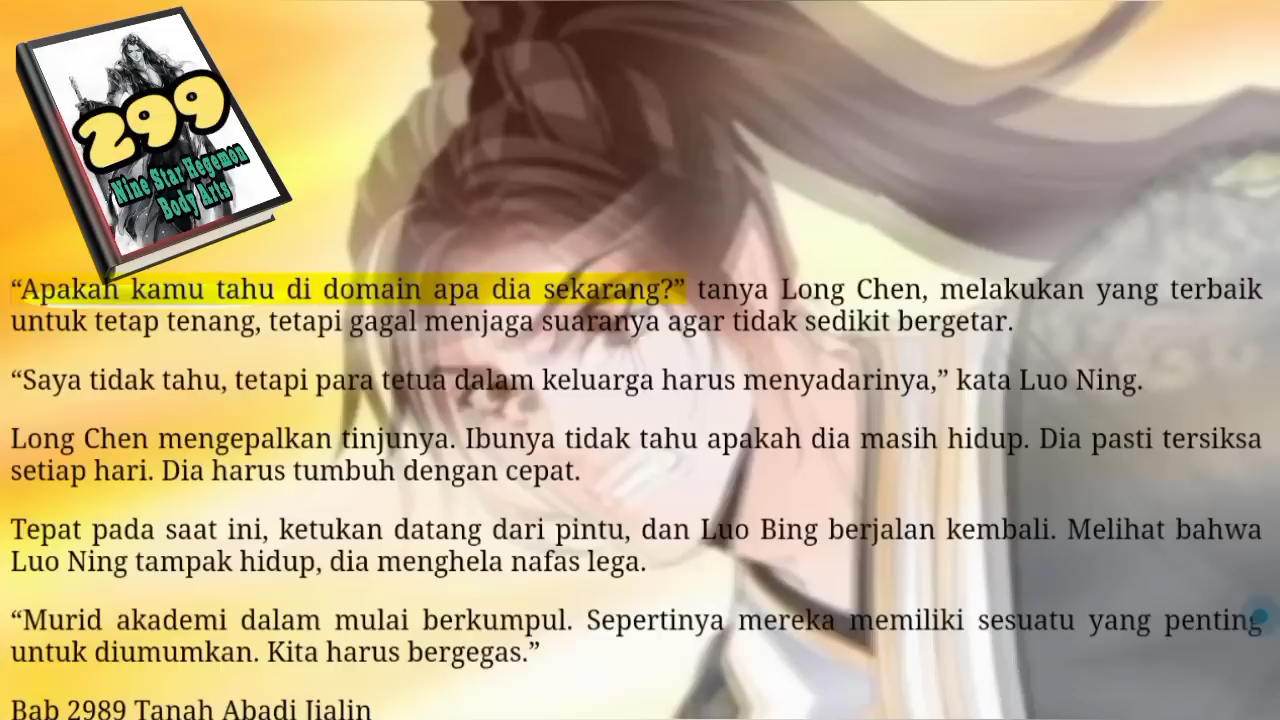 299
Nine Star Hegemon
Body Arts
“Apakah kamu tahu di domain apa dia sekarang?” tanya Long Chen, melakukan yang terbaik
untuk tetap tenang, tetapi gagal menjaga suaranya agar tidak sedikit bergetar.
“Saya tidak tahu, tetapi para tetua dalam keluarga harus menyadarinya,” kata Luo Ning.
Long Chen mengepalkan tinjunya. Ibunya tidak tahu apakah dia masih hidup. Dia pasti tersiksa
setiap hari. Dia harus tumbuh dengan cepat.
Tepat pada saat ini, ketukan datang dari pintu, dan Luo Bing berjalan kembali. Melihat bahwa
Luo Ning tampak hidup, dia menghela nafas lega.
“Murid akademi dalam mulai berkumpul. Sepertinya mereka memiliki sesuatu yang penting
untuk diumumkan. Kita harus bergegas.”
Bab 2989 Tanah Abadi Jialin